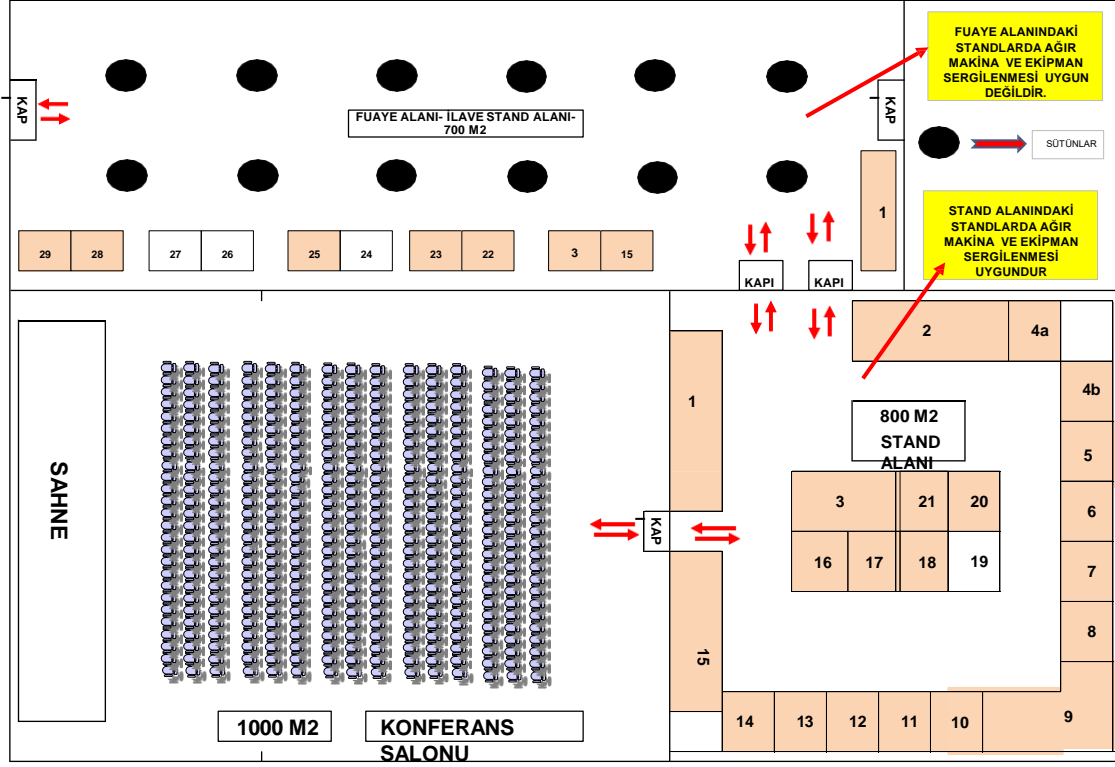 FUAYE ALANINDAKİ
STANDLARDA AĞIR
MAKİNA VE EKİPMAN
SERGİLENMESİ UYGUN
DEĞİLDİR.
KAP
FUAYE ALANI- İLAVE STAND ALANI-
700 M2
KAP
SÜTÜNLAR
1
STAND ALANINDAKİ
STANDLARDA AĞIR
MAKİNA VE EKİPMAN
SERGİLENMESİ
UYGUNDUR
29 28 27 26 25 24 23 22 3 15
KAPI KAPI
2 4a
4b
1
800 M2
STAND
ALANI
5
SAHNE
3 21 20
6
KAP
16 17 18 19
7
8
15
14 13 12 11 10 9
1000 M2
KONFERANS
SALONU